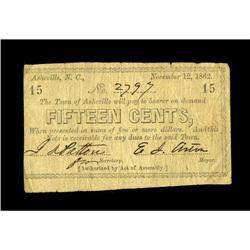 Asheville, N. C., November 12, 1862.
15 No. 2797 15
The Town of Asheville will pay to bearer on demand
FIFTEEN CENTS,
When presented in sums of five or more dollars. And this
Note is receivable for any dues to the said Town.
Secretary. Mayor.
[Authorized by Act of Assembly.]